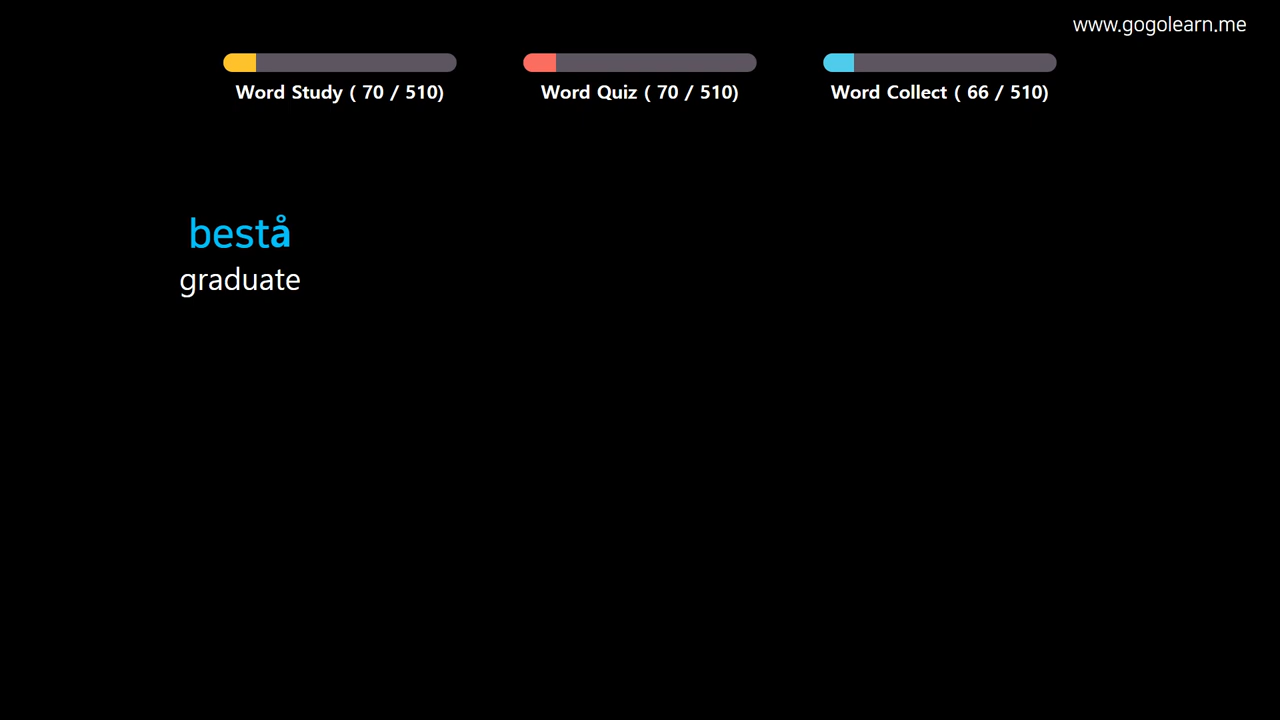 www.gogolearn.me
Word Study ( 70 / 510)
Word Quiz ( 70 / 510)
Word Collect ( 66 / 510)
bestå
graduate